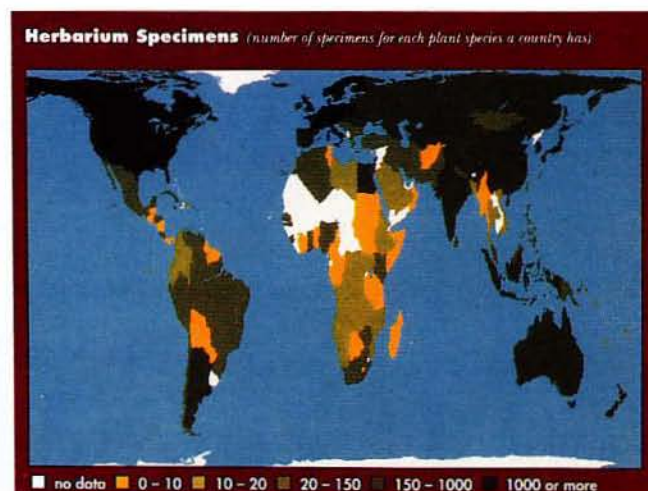 Herbarium Specimens (number of specimens for each plant species a country has)
no data 0 – 10 10 – 20 20 – 150 150 – 1000 1000 or more